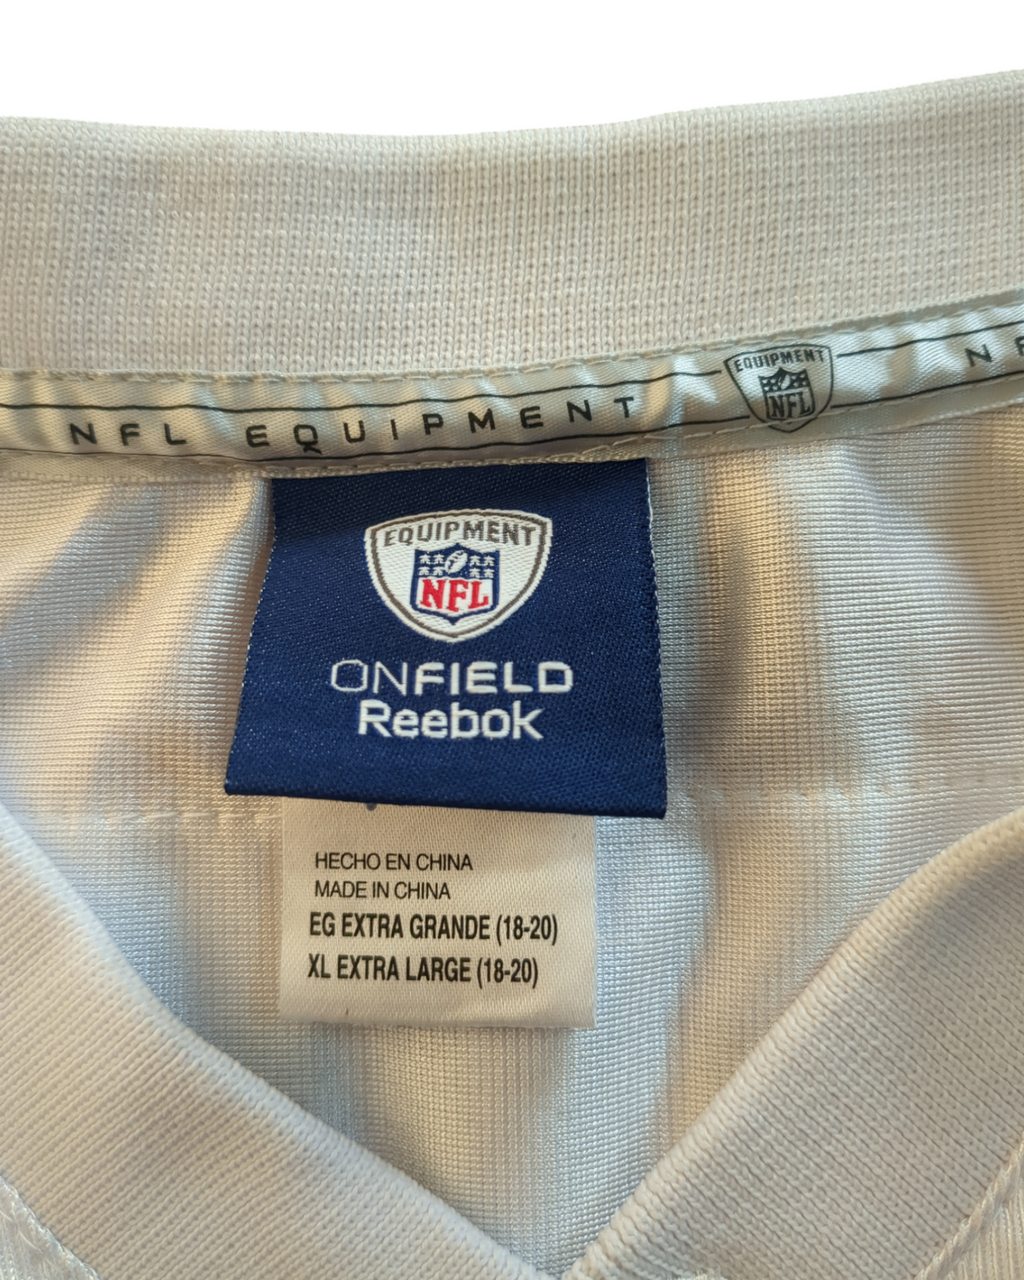 NFL EQUIPMENT
EQUIPMENT
NFL
EQUIPMENT
NFL
ONFIELD
Reebok
HECHO EN CHINA
MADE IN CHINA
EG EXTRA GRANDE (18-20)
XL EXTRA LARGE (18-20)